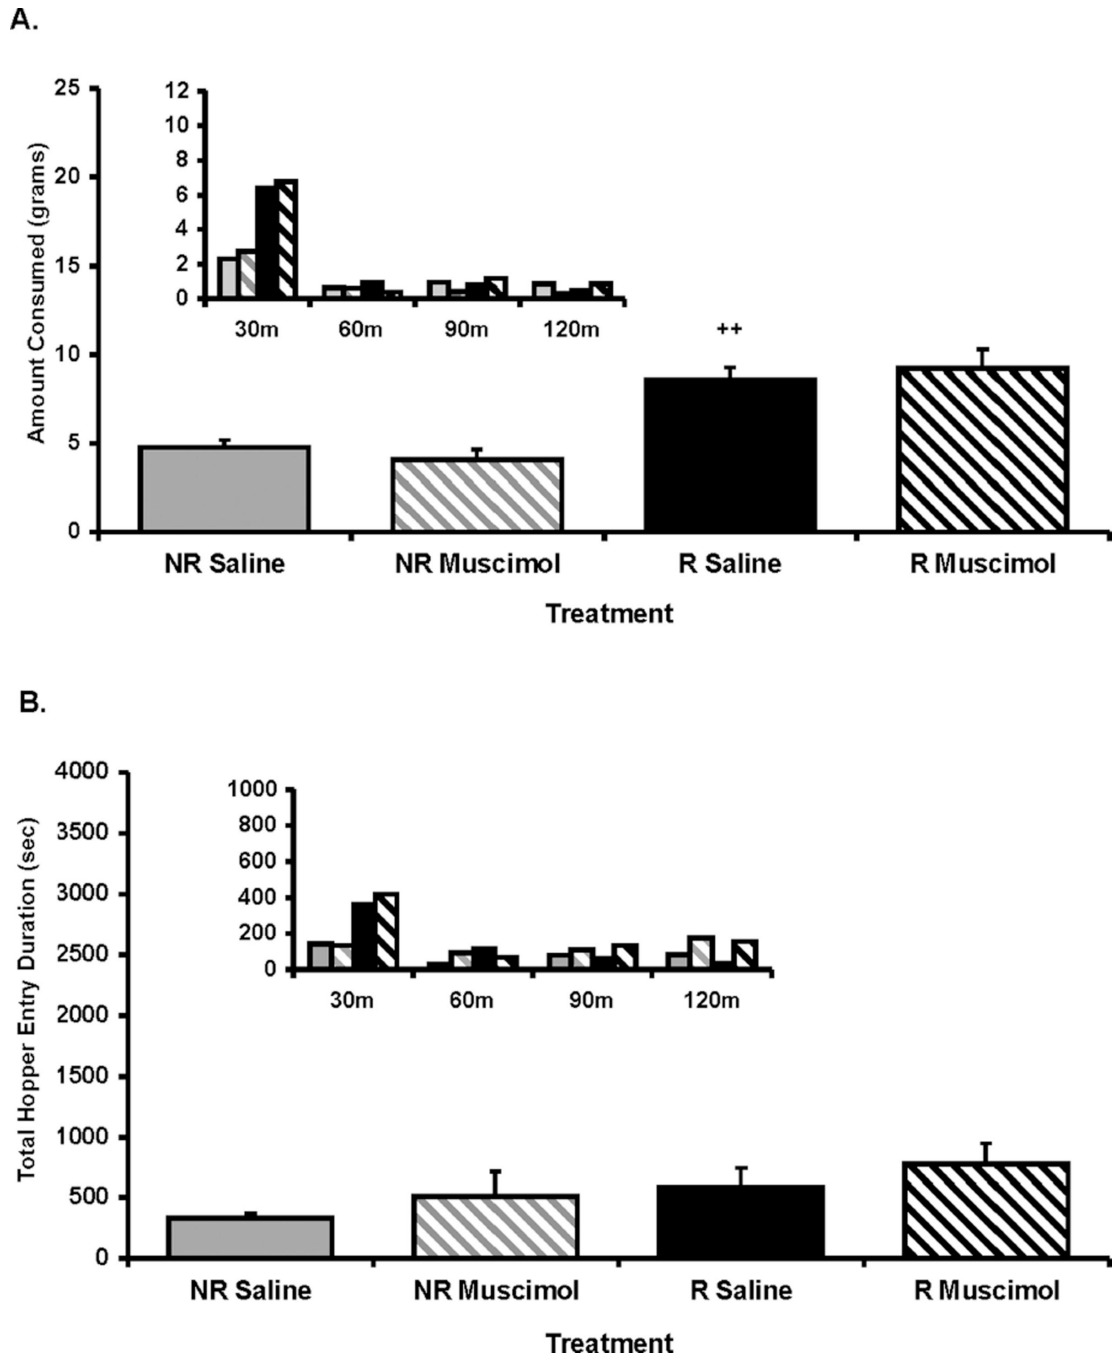 A.
Amount Consumed (grams)
25
20
15
10
5
0
12
10
8
6
4
2
0
30m 60m 90m 120m
++
NR Saline NR Muscimol R Saline R Muscimol
Treatment
B.
Total Hopper Entry Duration (sec)
4000
3500
3000
2500
2000
1500
1000
500
0
1000
800
600
400
200
0
30m 60m 90m 120m
NR Saline NR Muscimol R Saline R Muscimol
Treatment